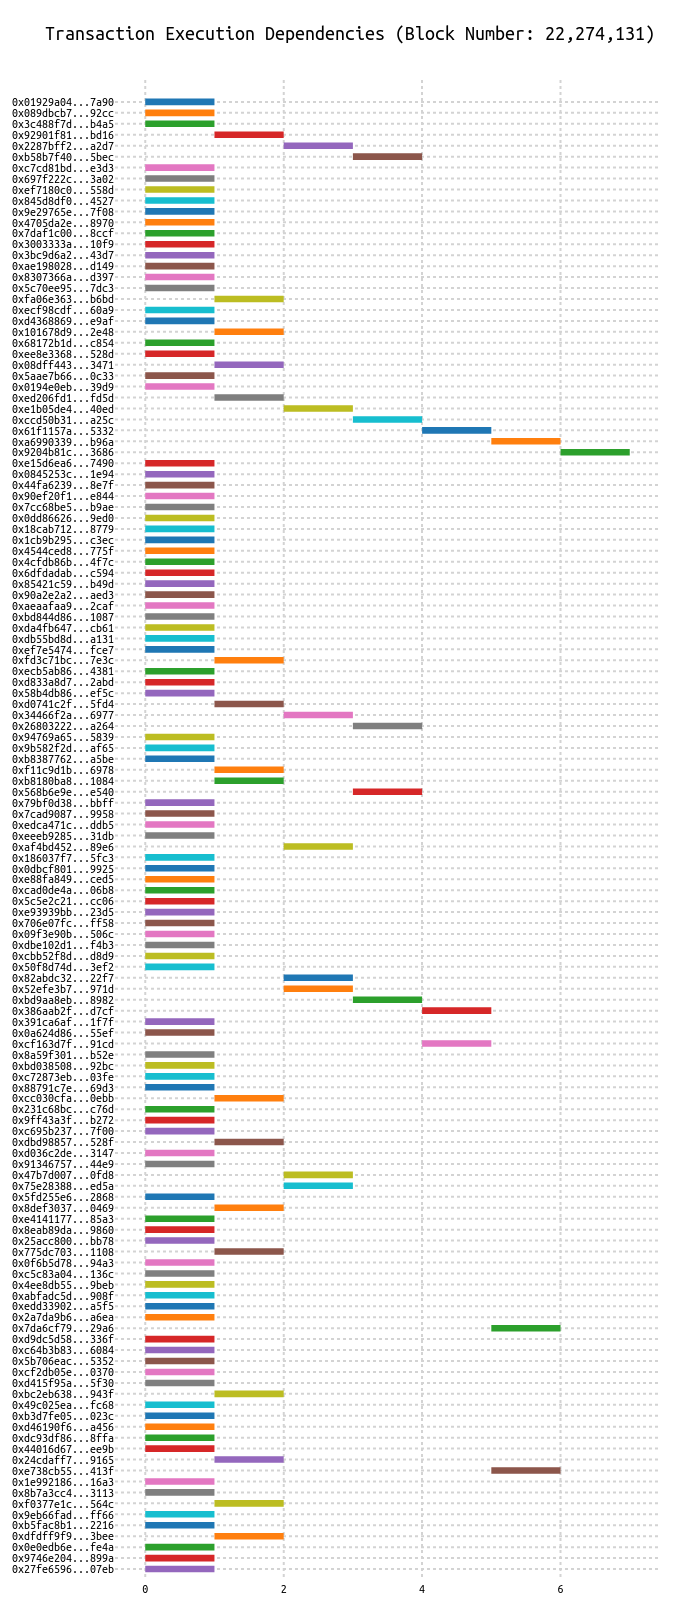 Transaction Execution Dependencies (Block Number: 22,274,131)
0x01929a04...7a90
0x089dbcb7...92cc
0x3c488f7d...b4a5
0x92901f81...bd16
0x2287bff2...a2d7
0xb58b7f40...5bec
0xc7cd81bd...e3d3
0x697f222c...3a02
0xef7180c0...558d
0x845d8df0...4527
0x9e29765e...7f08
0x4705da2e...8970
0x7daf1c00...8ccf
0x3003333a...10f9
0x3bc9d6a2...43d7
0xae198028...d149
0x8307366a...d397
0x5c70ee95...7dc3
0xfa06e363...b6bd
0xecf98cdf...60a9
0xd4368869...e9af
0x101678d9...2e48
0x68172b1d...c854
0xee8e3368...528d
0x08dff443...3471
0x5aae7b66...0c33
0x0194e0eb...39d9
0xed206fd1...fd5d
0xe1b05de4...40ed
0xccd50b31...a25c
0x61f1157a...5332
0xa6990339...b96a
0x9204b81c...3686
0xe15d6ea6...7490
0x0845253c...1e94
0x44fa6239...8e7f
0x90ef20f1...e844
0x7cc68be5...b9ae
0x0dd86626...9ed0
0x18cab712...8779
0x1cb9b295...c3ec
0x4544ced8...775f
0x4cfdb86b...4f7c
0x6dfdadab...c594
0x85421c59...b49d
0x90a2e2a2...aed3
0xaeaafaa9...2caf
0xbd844d86...1087
0xda4fb647...cb61
0xdb55bd8d...a131
0xef7e5474...fce7
0xfd3c71bc...7e3c
0xecb5ab86...4381
0xd833a8d7...2abd
0x58b4db86...ef5c
0xd0741c2f...5fd4
0x34466f2a...6977
0x26803222...a264
0x94769a65...5839
0x9b582f2d...af65
0xb8387762...a5be
0xf11c9d1b...6978
0xb8180ba8...1084
0x568b6e9e...e540
0x79bf0d38...bbff
0x7cad9087...9958
0xedca471c...ddb5
0xeeeb9285...31db
0xaf4bd452...89e6
0x186037f7...5fc3
0x0dbcf801...9925
0xe88fa849...ced5
0xcad0de4a...06b8
0x5c5e2c21...cc06
0xe93939bb...23d5
0x706e07fc...ff58
0x09f3e90b...506c
0xdbe102d1...f4b3
0xcbb52f8d...d8d9
0x50f8d74d...3ef2
0x82abdc32...22f7
0x52efe3b7...971d
0xbd9aa8eb...8982
0x386aab2f...d7cf
0x391ca6af...1f7f
0x0a624d86...55ef
0xcf163d7f...91cd
0x8a59f301...b52e
0xbd038508...92bc
0xc72873eb...03fe
0x88791c7e...69d3
0xcc030cfa...0ebb
0x231c68bc...c76d
0x9ff43a3f...b272
0xc695b237...7f00
0xdbd98857...528f
0xd036c2de...3147
0x91346757...44e9
0x47b7d007...0fd8
0x75e28388...ed5a
0x5fd255e6...2868
0x8def3037...0469
0xe4141177...85a3
0x8eab89da...9860
0x25acc800...bb78
0x775dc703...1108
0x0f6b5d78...94a3
0xc5c83a04...136c
0x4ee8db55...9beb
0xabfadc5d...908f
0xedd33902...a5f5
0x2a7da9b6...a6ea
0x7da6cf79...29a6
0xd9dc5d58...336f
0xc64b3b83...6084
0x5b706eac...5352
0xcf2db05e...0370
0xd415f95a...5f30
0xbc2eb638...943f
0x49c025ea...fc68
0xb3d7fe05...023c
0xd46190f6...a456
0xdc93df86...8ffa
0x44016d67...ee9b
0x24cdaff7...9165
0xe738cb55...413f
0x1e992186...16a3
0x8b7a3cc4...3113
0xf0377e1c...564c
0x9eb66fad...ff66
0xb5fac8b1...2216
0xdfdff9f9...3bee
0x0e0edb6e...fe4a
0x9746e204...899a
0x27fe6596...07eb
0 2 4 6